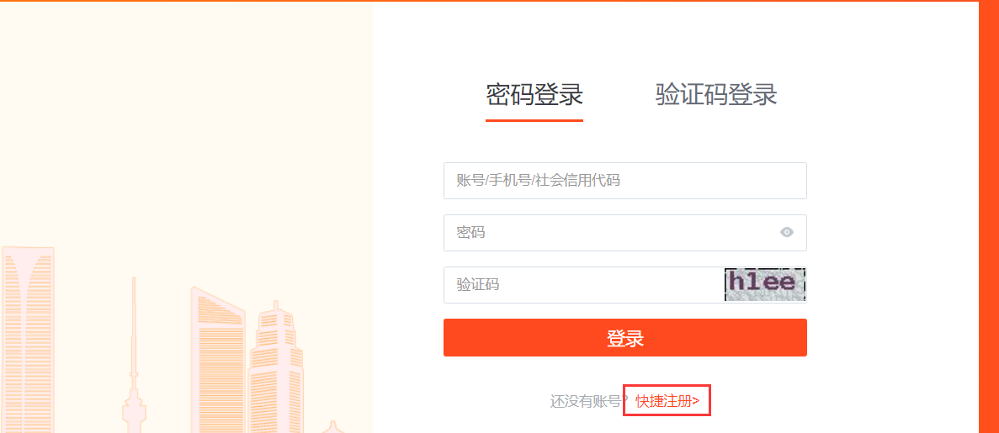 密码登录 验证码登录
账号/手机号/社会信用代码
密码
验证码 h1ee
登录
还没有账号? 快捷注册>